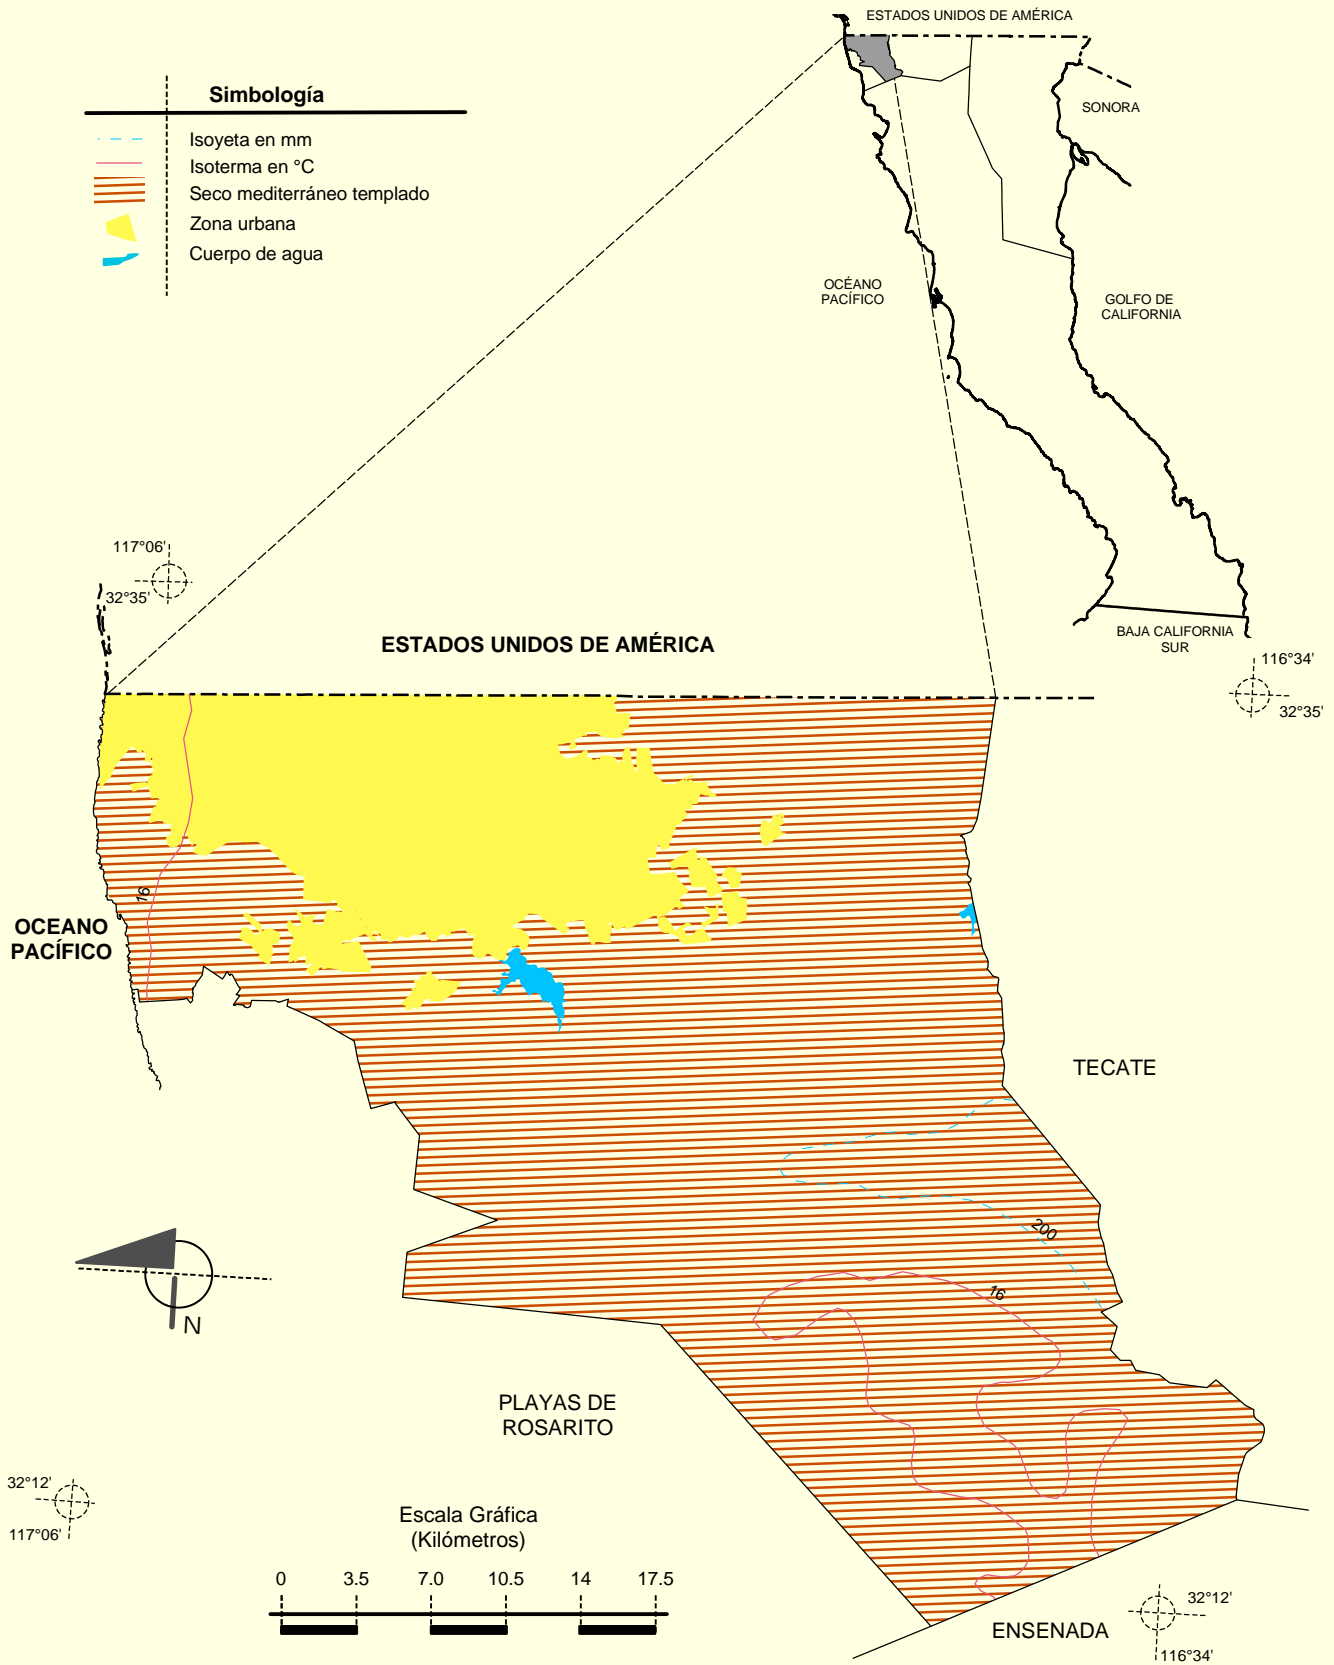 ESTADOS UNIDOS DE AMÉRICA
Simbología
Isoyeta en mm
Isoterma en °C
Seco mediterráneo templado
Zona urbana
Cuerpo de agua
SONORA
OCÉANO
PACÍFICO
GOLFO DE
CALIFORNIA
BAJA CALIFORNIA
SUR
117°06'
32°35'
116°34'
32°35'
ESTADOS UNIDOS DE AMÉRICA
16
OCEANO
PACÍFICO
TECATE
200
16
N
PLAYAS DE
ROSARITO
32°12'
117°06'
Escala Gráfica
(Kilómetros)
0 3.5 7.0 10.5 14 17.5
ENSENADA
32°12'
116°34'